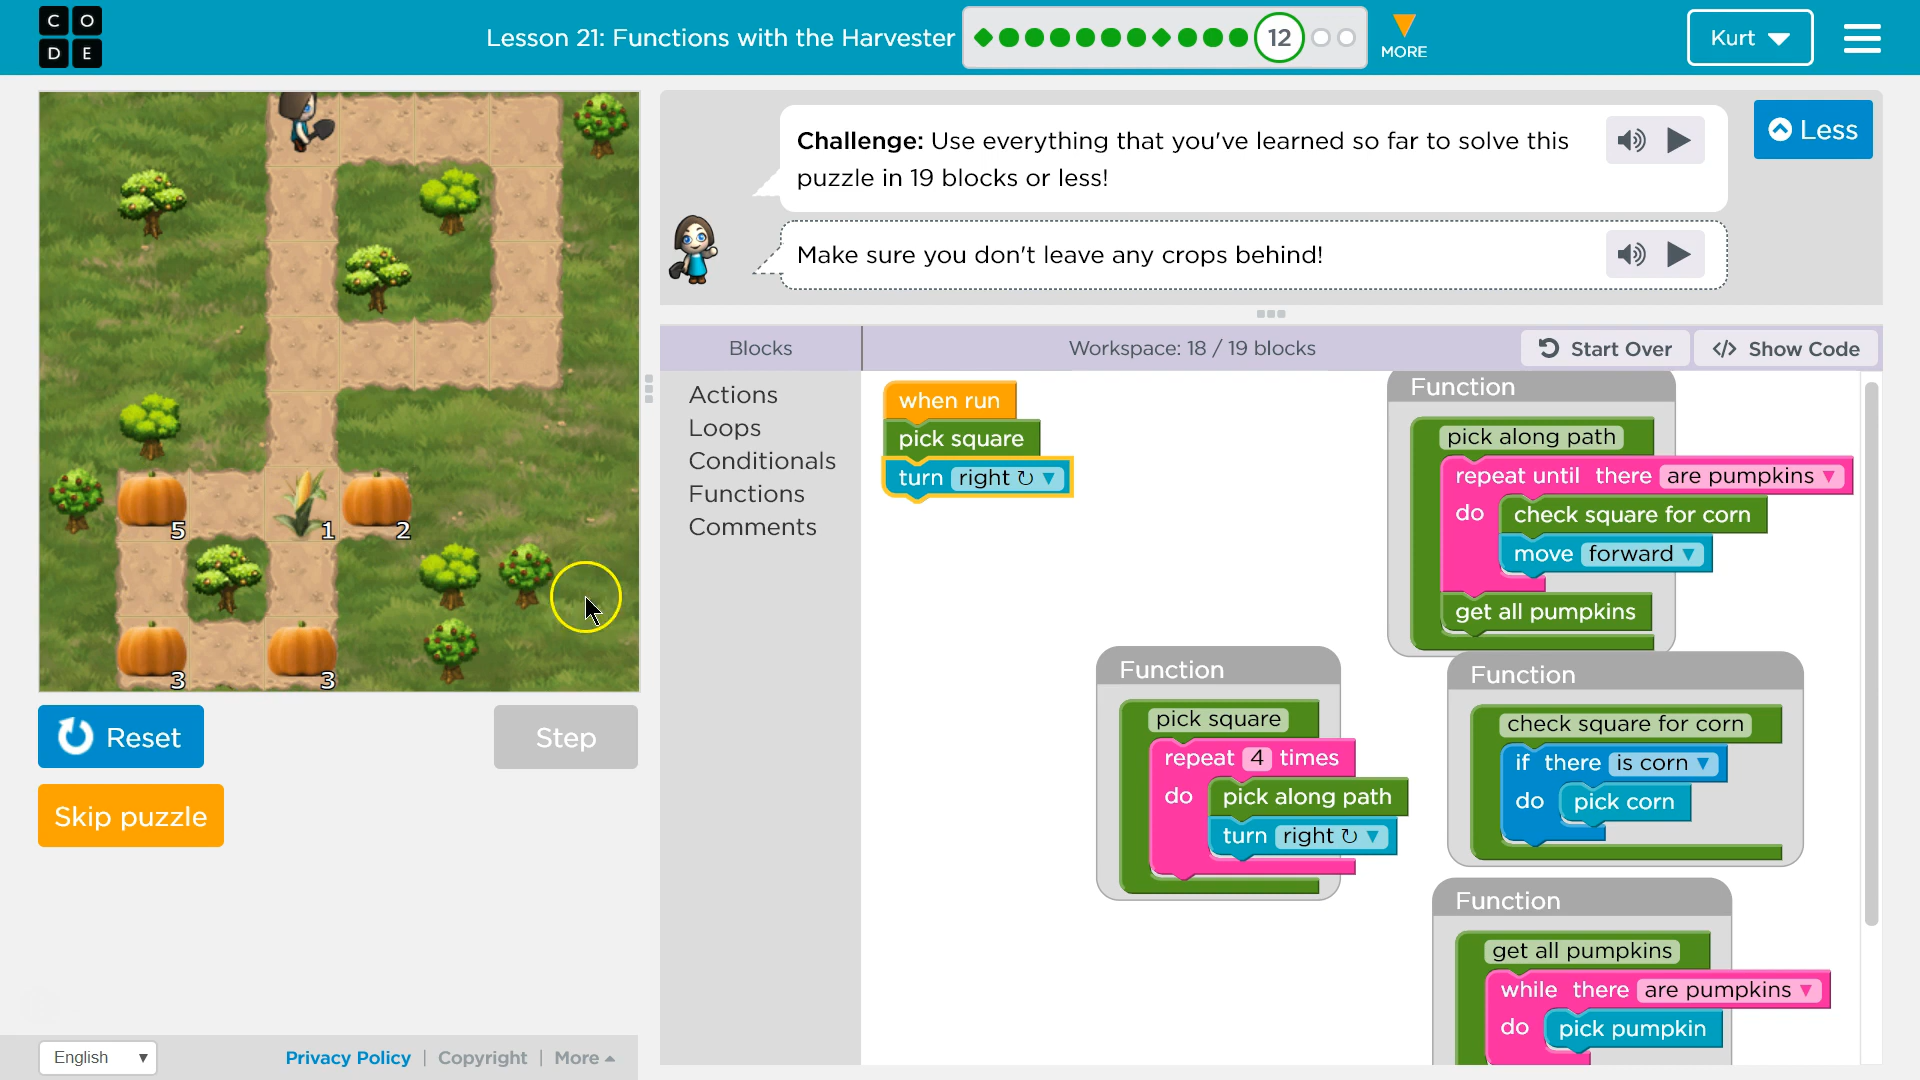 CODE
Lesson 21: Functions with the Harvester
12
MORE
Kurt
Challenge: Use everything that you've learned so far to solve this
puzzle in 19 blocks or less!
Less
Make sure you don't leave any crops behind!
Blocks
Workspace: 18 / 19 blocks
Start Over
</> Show Code
Actions
Loops
Conditionals
Functions
Comments
when run
pick square
turn right ↻
Function
pick along path
repeat until there are pumpkins
do check square for corn
move forward
get all pumpkins
Function
pick square
repeat 4 times
do pick along path
turn right ↻
Function
check square for corn
if there is corn
do pick corn
Function
get all pumpkins
while there are pumpkins
do pick pumpkin
5
1
2
3
3
Reset
Step
Skip puzzle
English
Privacy Policy | Copyright | More